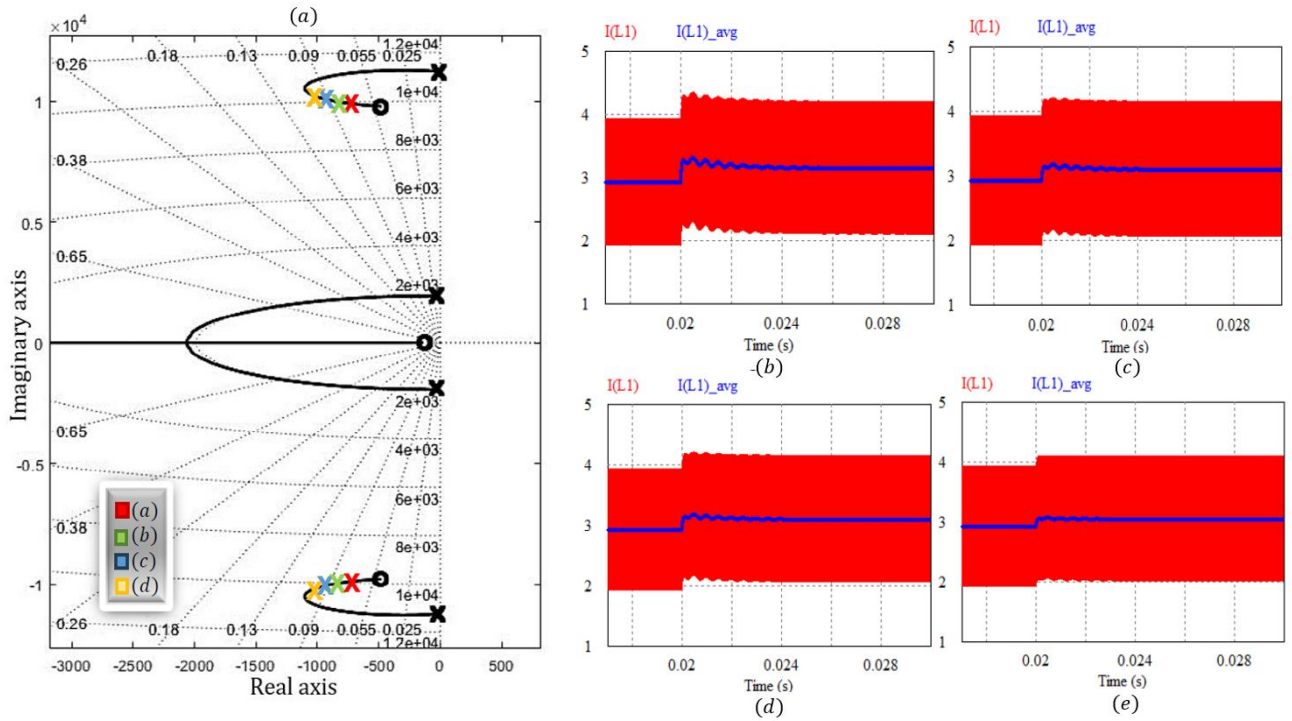 (a)
×10⁴
0.26
0.18
0.13
0.09
0.055
0.025
1.2e+04
1
1e+04
8e+03
0.38
6e+03
0.5
4e+03
0.65
2e+03
0
Imaginary axis
2e+03
0.65
4e+03
-0.5
6e+03
0.38
8e+03
(a)
(b)
(c)
(d)
-1
1e+04
0.26
0.18
0.13
0.09
0.055
0.025
1.2e+04
-3000
-2500
-2000
-1500
-1000
-500
0
500
Real axis
I(L1) I(L1)_avg
5
4
3
2
1
0.02 0.024 0.028
Time (s)
-(b)
I(L1) I(L1)_avg
5
4
3
2
1
0.02 0.024 0.028
Time (s)
(c)
I(L1) I(L1)_avg
5
4
3
2
1
0.02 0.024 0.028
Time (s)
(d)
I(L1) I(L1)_avg
5
4
3
2
1
0.02 0.024 0.028
Time (s)
(e)